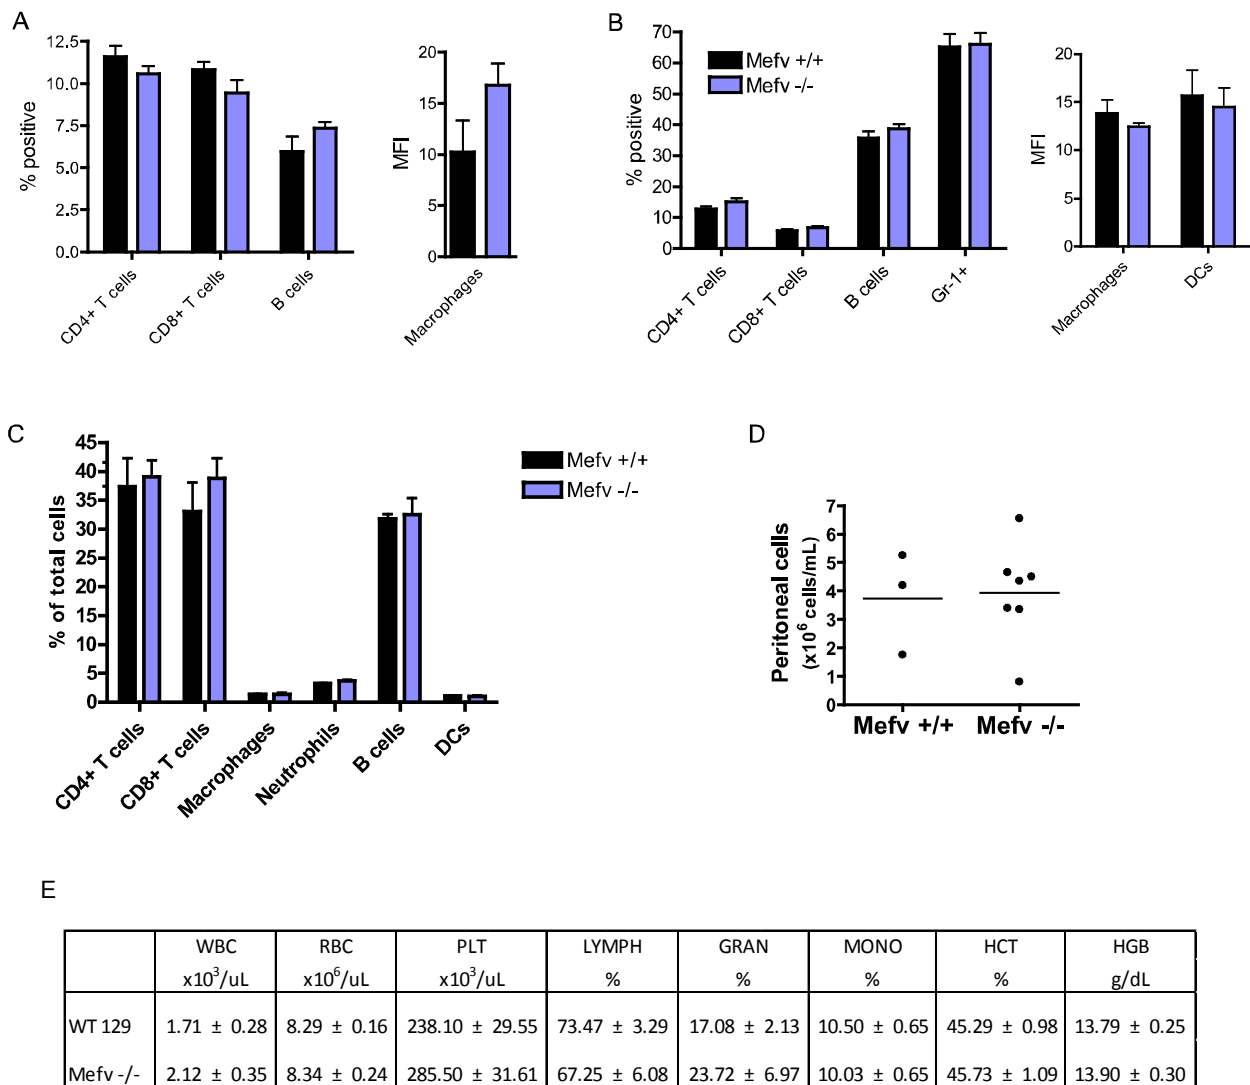 A
% positive
12.5
10.0
7.5
5.0
2.5
0.0
CD4+ T cells
CD8+ T cells
B cells
MFI
20
15
10
5
0
Macrophages
B
% positive
70
60
50
40
30
20
10
0
Mefv +/+
Mefv -/-
CD4+ T cells
CD8+ T cells
B cells
Gr-1+
MFI
20
15
10
5
0
Macrophages
DCs
C
% of total cells
45
40
35
30
25
20
15
10
5
0
CD4+ T cells
CD8+ T cells
Macrophages
Neutrophils
B cells
DCs
Mefv +/+
Mefv -/-
D
Peritoneal cells
(x10⁶ cells/mL)
7
6
5
4
3
2
1
0
Mefv +/+ Mefv -/-
E
WBC RBC PLT LYMPH GRAN MONO HCT HGB
x10³/uL x10⁶/uL x10³/uL % % % % g/dL
WT 129 1.71 ± 0.28 8.29 ± 0.16 238.10 ± 29.55 73.47 ± 3.29 17.08 ± 2.13 10.50 ± 0.65 45.29 ± 0.98 13.79 ± 0.25
Mefv -/- 2.12 ± 0.35 8.34 ± 0.24 285.50 ± 31.61 67.25 ± 6.08 23.72 ± 6.97 10.03 ± 0.65 45.73 ± 1.09 13.90 ± 0.30